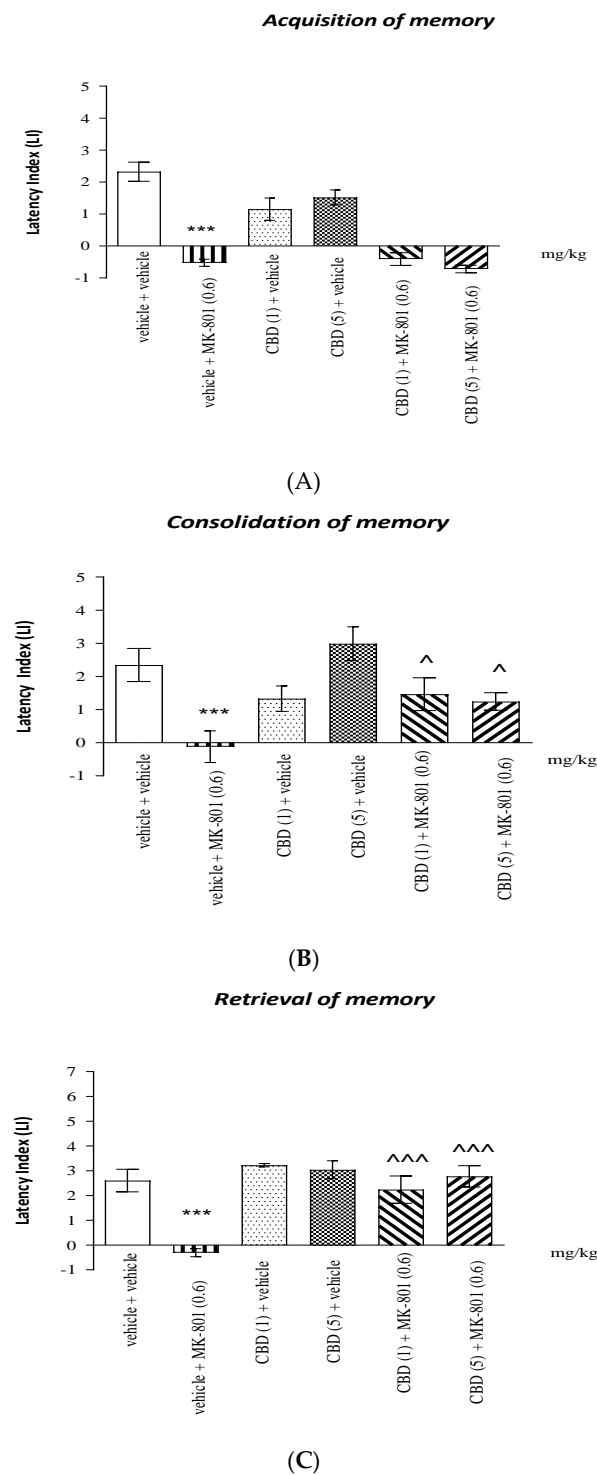 Acquisition of memory
Latency Index (LI)
5
4
3
2
1
0
-1
***
mg/kg
vehicle + vehicle
vehicle + MK-801 (0.6)
CBD (1) + vehicle
CBD (5) + vehicle
CBD (1) + MK-801 (0.6)
CBD (5) + MK-801 (0.6)
(A)
Consolidation of memory
Latency Index (LI)
5
4
3
2
1
0
-1
***
^
^
mg/kg
vehicle + vehicle
vehicle + MK-801 (0.6)
CBD (1) + vehicle
CBD (5) + vehicle
CBD (1) + MK-801 (0.6)
CBD (5) + MK-801 (0.6)
(B)
Retrieval of memory
Latency Index (LI)
7
6
5
4
3
2
1
0
-1
***
^^^
^^^
mg/kg
vehicle + vehicle
vehicle + MK-801 (0.6)
CBD (1) + vehicle
CBD (5) + vehicle
CBD (1) + MK-801 (0.6)
CBD (5) + MK-801 (0.6)
(C)